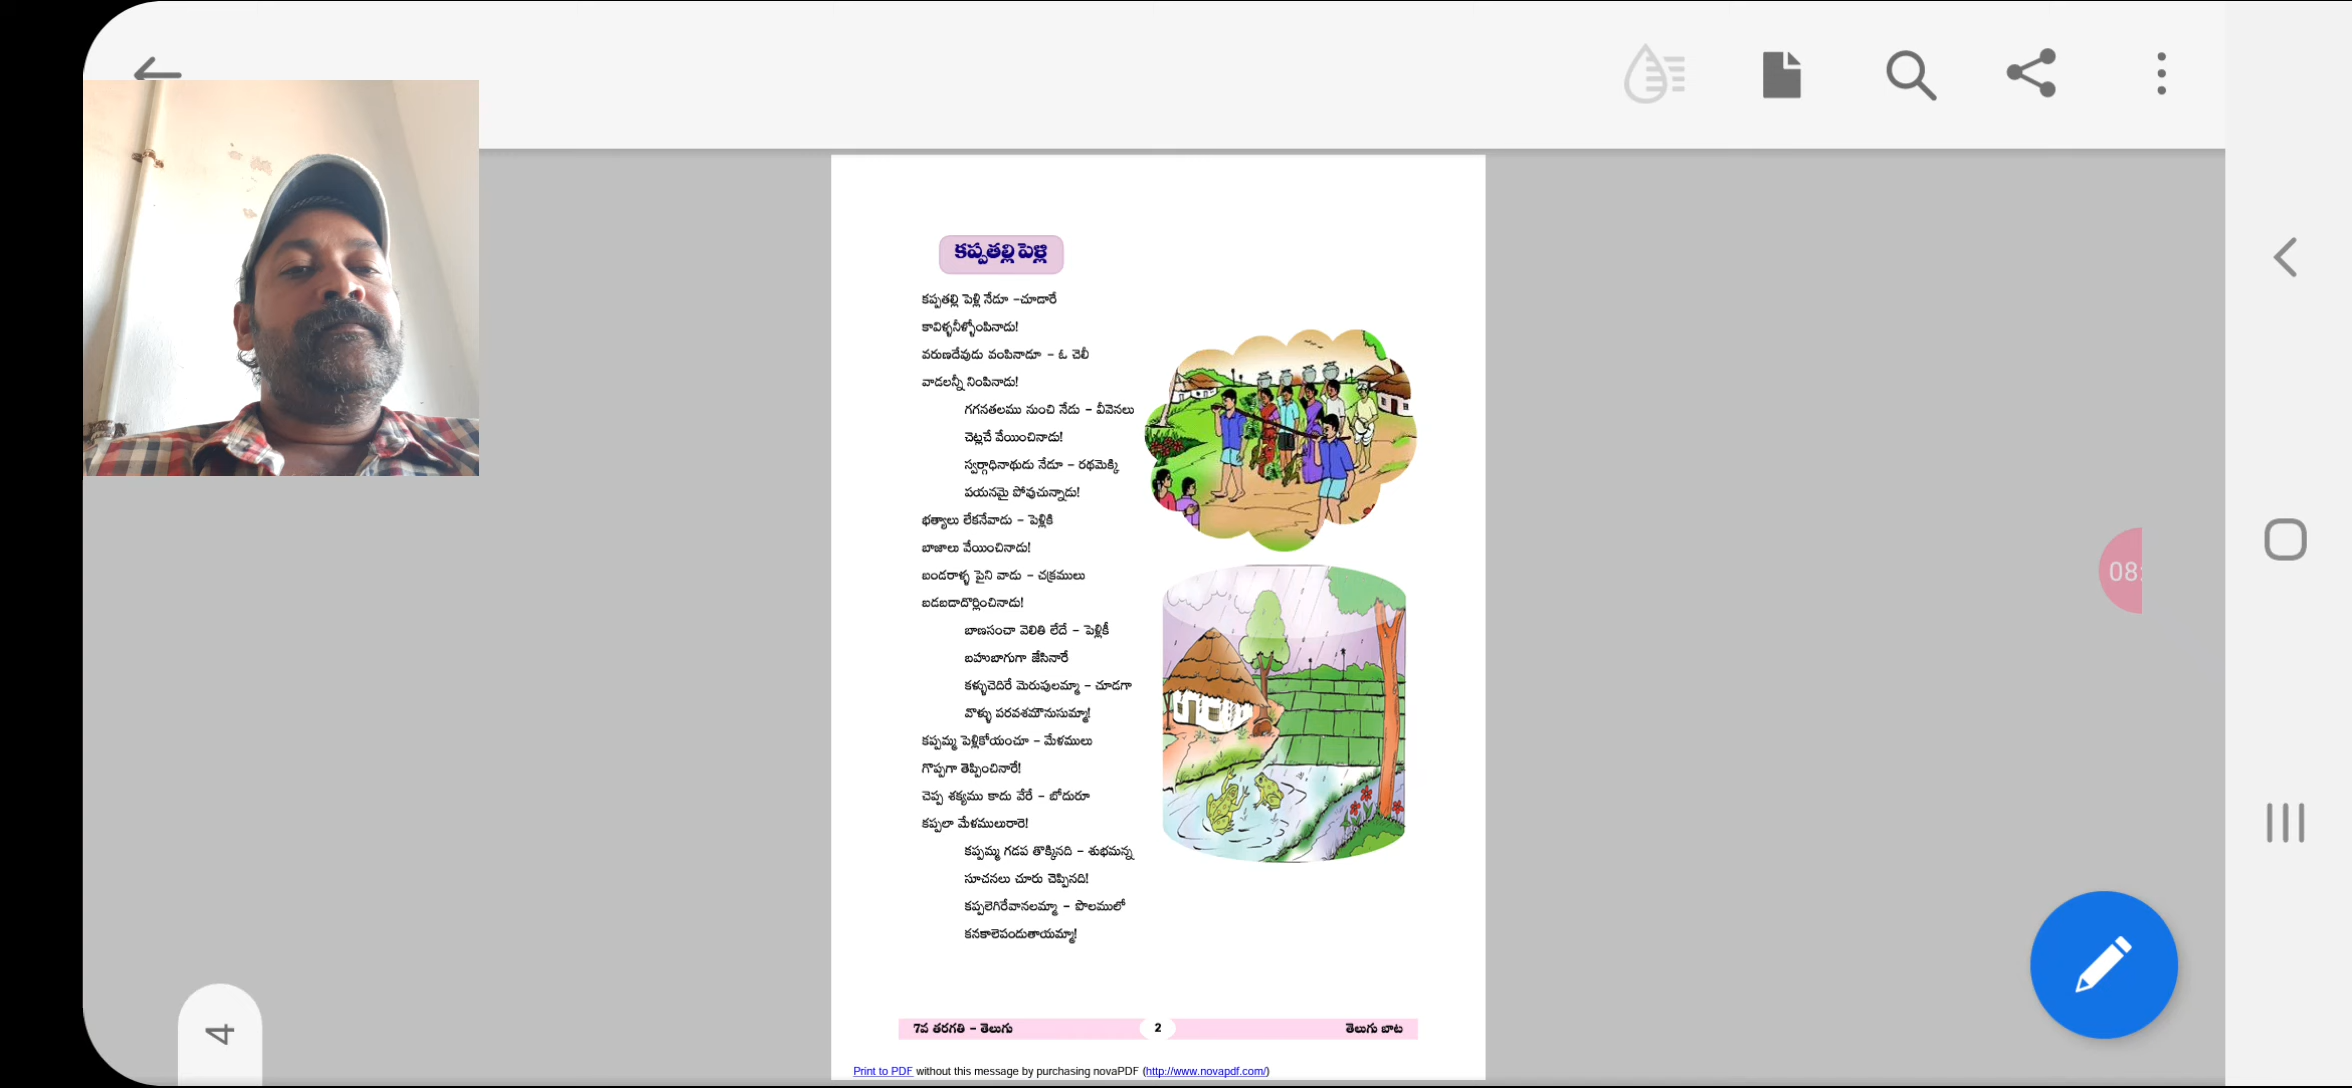 కప్పతల్లి పెళ్లి
కప్పతల్లి పెళ్లి నేడూ –చూడారే
కావిళ్ళనీళ్ళోంపినాడు!
వరుణదేవుడు వంపినాడూ – ఓ చెలీ
వాడలన్నీ నింపినాడు!
గగనతలము నుంచి నేడు – వీవెనలు
చెట్లచే వేయించినాడు!
స్వర్గాధినాథుడు నేడూ – రథమెక్కి
పయనమై పోవుచున్నాడు!
భత్యాలు లేకనేవాడు – పెళ్లికి
బాజాలు వేయించినాడు!
బండరాళ్ళ పైని వాడు – చక్రములు
బడబడాదొర్లించినాడు!
బాణసంచా వెలితి లేదే – పెళ్లికీ
బహుబాగుగా జేసినారే
కళ్ళుచెదిరే మెరుపులమ్మా – చూడగా
వొళ్ళు పరవశమౌనుసుమ్మా!
కప్పమ్మ పెళ్లికోయంచూ – మేళములు
గొప్పగా తెప్పించినారే!
చెప్ప శక్యము కాదు వేరే – బోదురూ
కప్పలా మేళములురారె!
కప్పమ్మ గడప తొక్కినది – శుభమన్న
సూచనలు చూరు చెప్పినది!
కప్పలెగిరేవానలమ్మా – పొలములో
కనకాలెపండుతాయమ్మా!
7వ తరగతి – తెలుగు
2
తెలుగు బాట
Print to PDF without this message by purchasing novaPDF (http://www.novapdf.com/)
08:
4